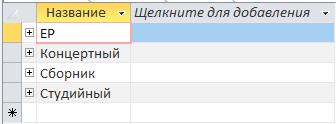 Название Щелкните для добавления
EP
Концертный
Сборник
Студийный